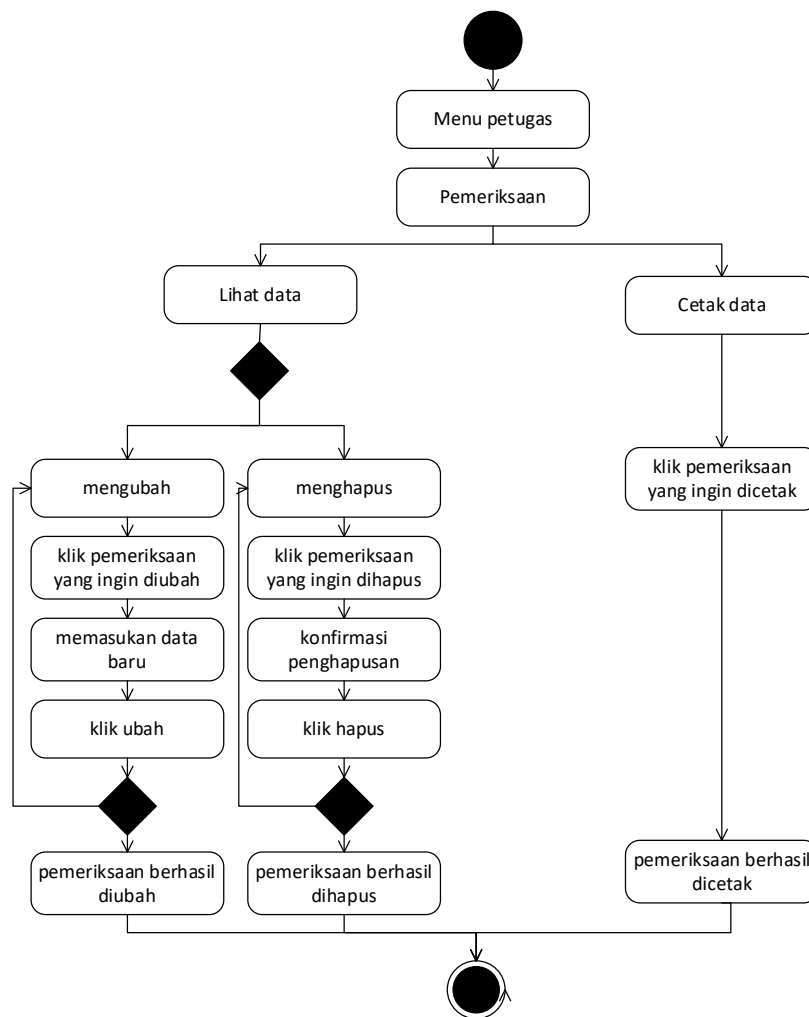 Menu petugas
Pemeriksaan
Lihat data
Cetak data
mengubah
menghapus
klik pemeriksaan
yang ingin dicetak
klik pemeriksaan
yang ingin diubah
klik pemeriksaan
yang ingin dihapus
memasukan data
baru
konfirmasi
penghapusan
klik ubah
klik hapus
pemeriksaan berhasil
diubah
pemeriksaan berhasil
dihapus
pemeriksaan berhasil
dicetak